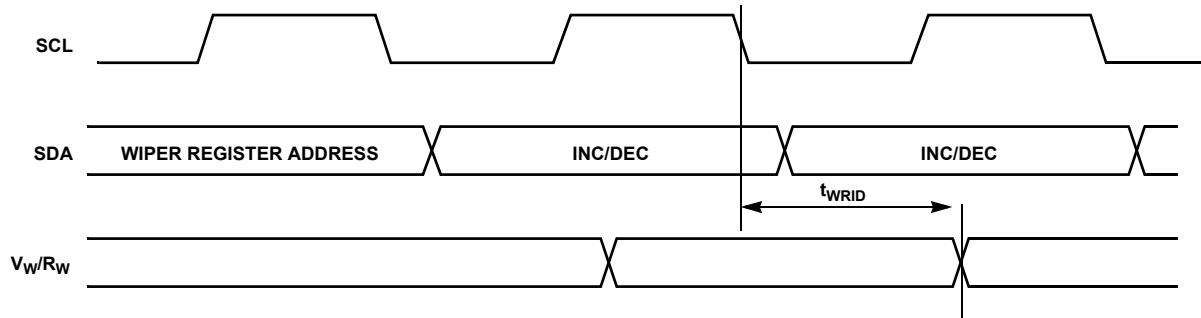 SCL
SDA
WIPER REGISTER ADDRESS
INC/DEC
INC/DEC
tWRID
VW/RW